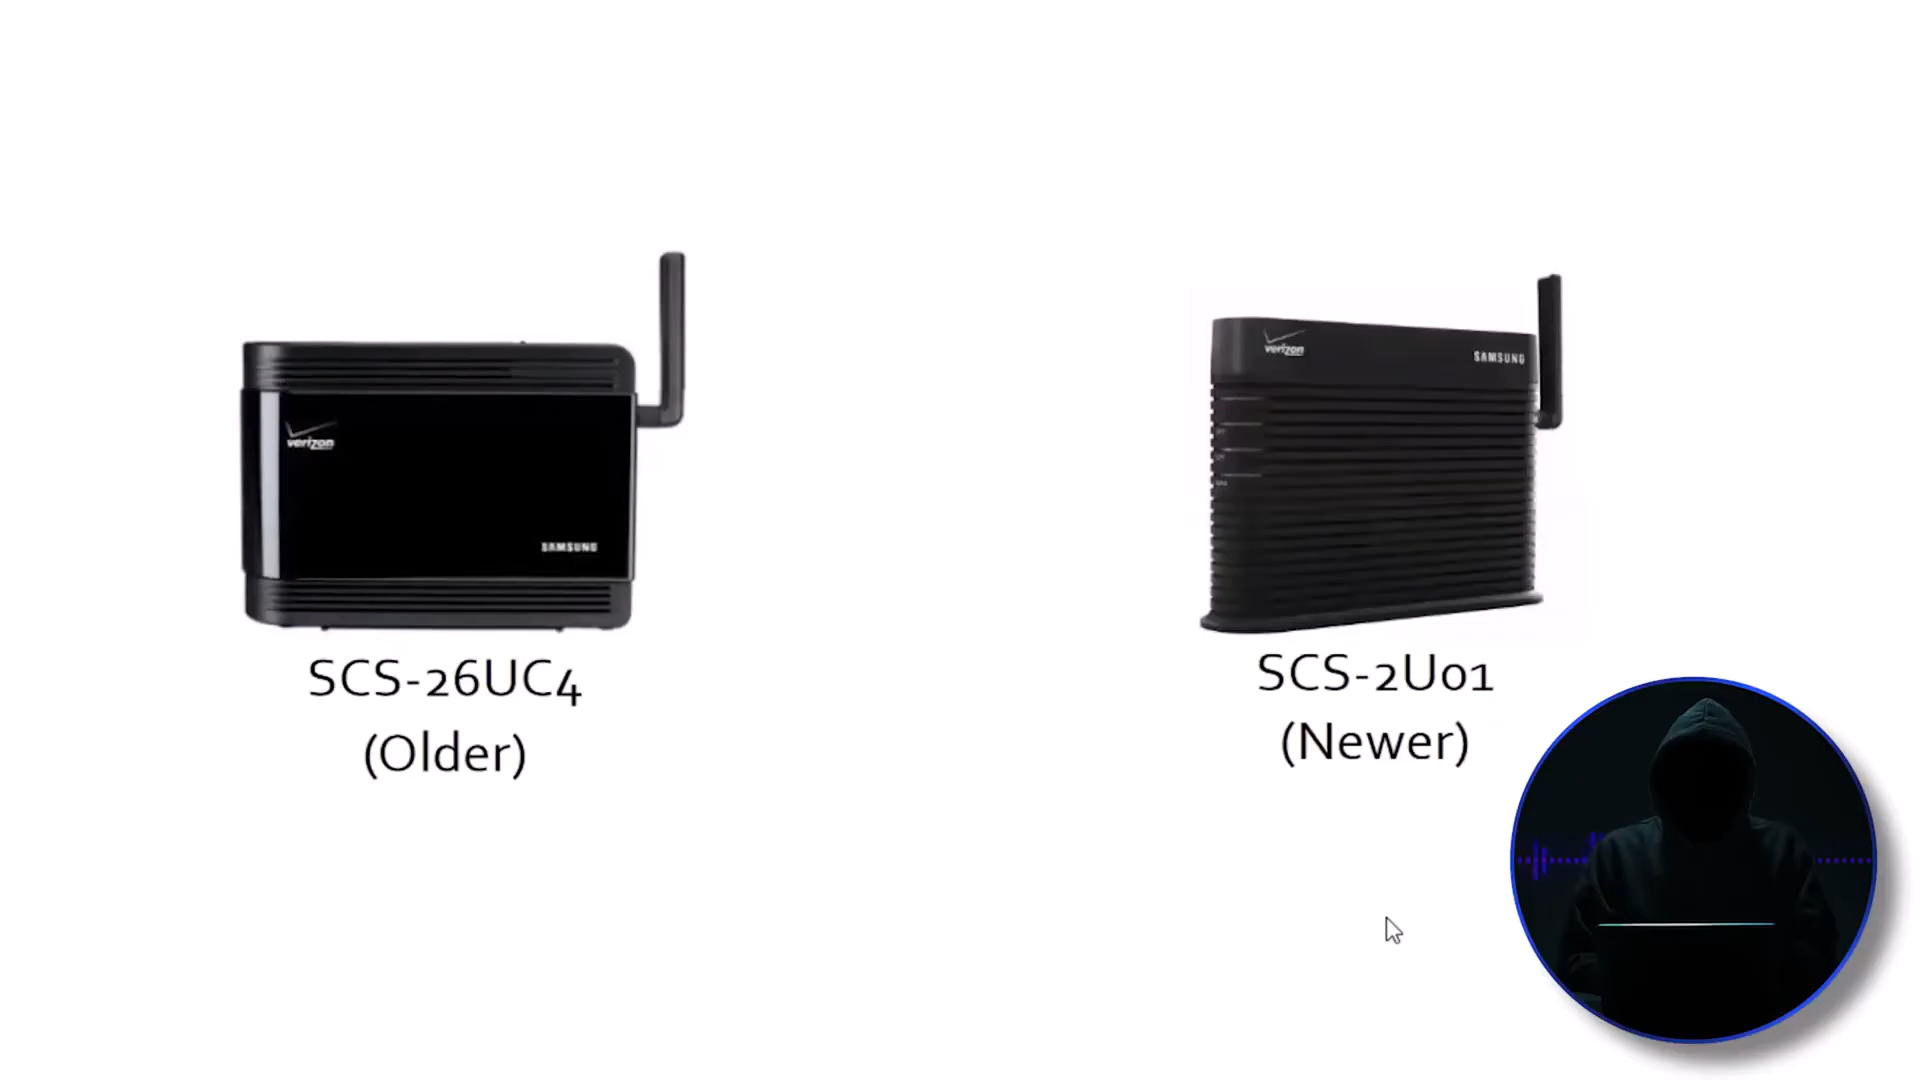 verizon
SAMSUNG
SCS-26UC4
(Older)
verizon
SAMSUNG
SCS-2U01
(Newer)